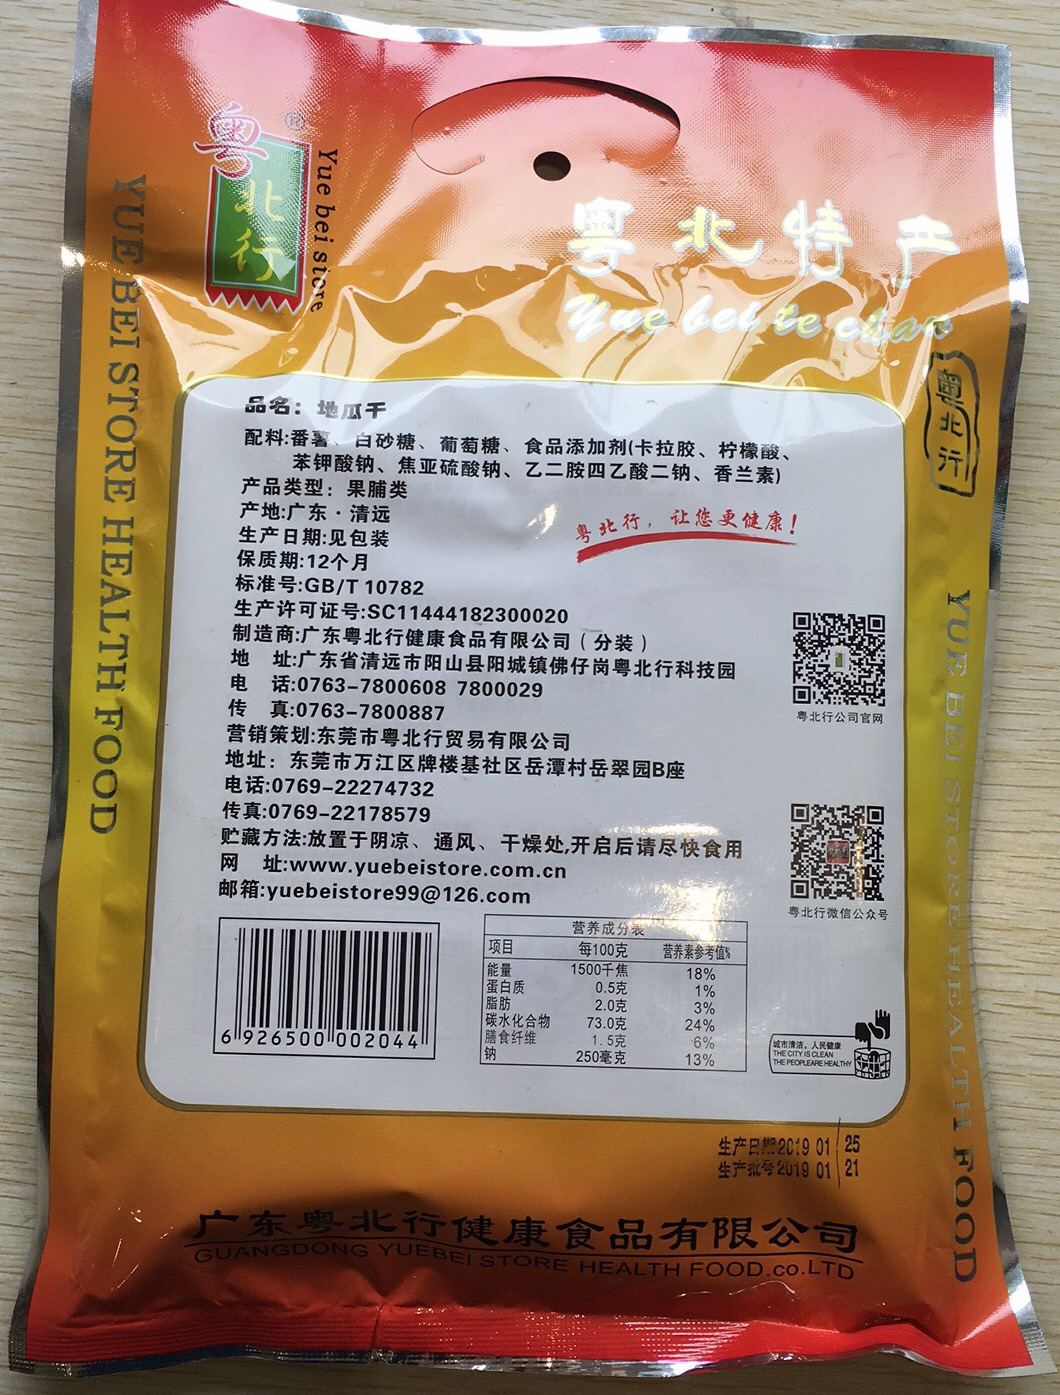 粤北行
®
Yue bei store
粤北特产
Yue bei te chan
粤北行
YUE BEI STORE HEALTH FOOD
YUE BEI STORE HEALTH FOOD
品名：地瓜干
配料:番薯、白砂糖、葡萄糖、食品添加剂(卡拉胶、柠檬酸、
苯钾酸钠、焦亚硫酸钠、乙二胺四乙酸二钠、香兰素)
产品类型：果脯类
产地:广东·清远
生产日期:见包装
保质期:12个月
标准号:GB/T 10782
生产许可证号:SC11444182300020
制造商:广东粤北行健康食品有限公司（分装）
地 址:广东省清远市阳山县阳城镇佛仔岗粤北行科技园
电 话:0763-7800608 7800029
传 真:0763-7800887
营销策划:东莞市粤北行贸易有限公司
地址：东莞市万江区牌楼基社区岳潭村岳翠园B座
电话:0769-22274732
传真:0769-22178579
贮藏方法:放置于阴凉、通风、干燥处,开启后请尽快食用
网 址:www.yuebeistore.com.cn
邮箱:yuebeistore99@126.com
粤北行，让您更健康！
粤北行公司官网
粤北行微信公众号
6 926500 002044
营养成分表
项目 每100克 营养素参考值%
能量 1500千焦 18%
蛋白质 0.5克 1%
脂肪 2.0克 3%
碳水化合物 73.0克 24%
膳食纤维 1.5克 6%
钠 250毫克 13%
城市清洁，人民健康
THE CITY IS CLEAN
THE PEOPLEARE HEALTHY
生产日期2019 01 25
生产批号2019 01 21
广东粤北行健康食品有限公司
GUANGDONG YUEBEI STORE HEALTH FOOD.co.LTD